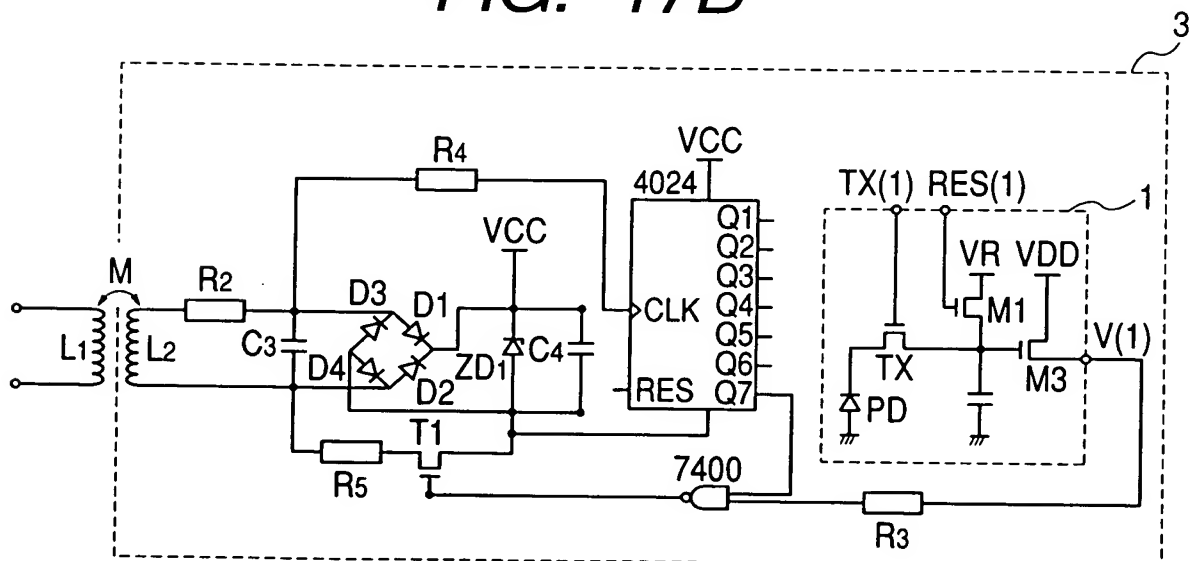 FIG. 17B
3
VCC
R4
4024
TX(1) RES(1)
1
Q1
VCC
Q2
M
R2
D3 D1
Q3
VR VDD
CLK
Q4
M1
V(1)
L1 L2
C3
Q5
D4
C4
Q6
TX
ZD1
D2
RES Q7
M3
PD
T1
R5
7400
R3